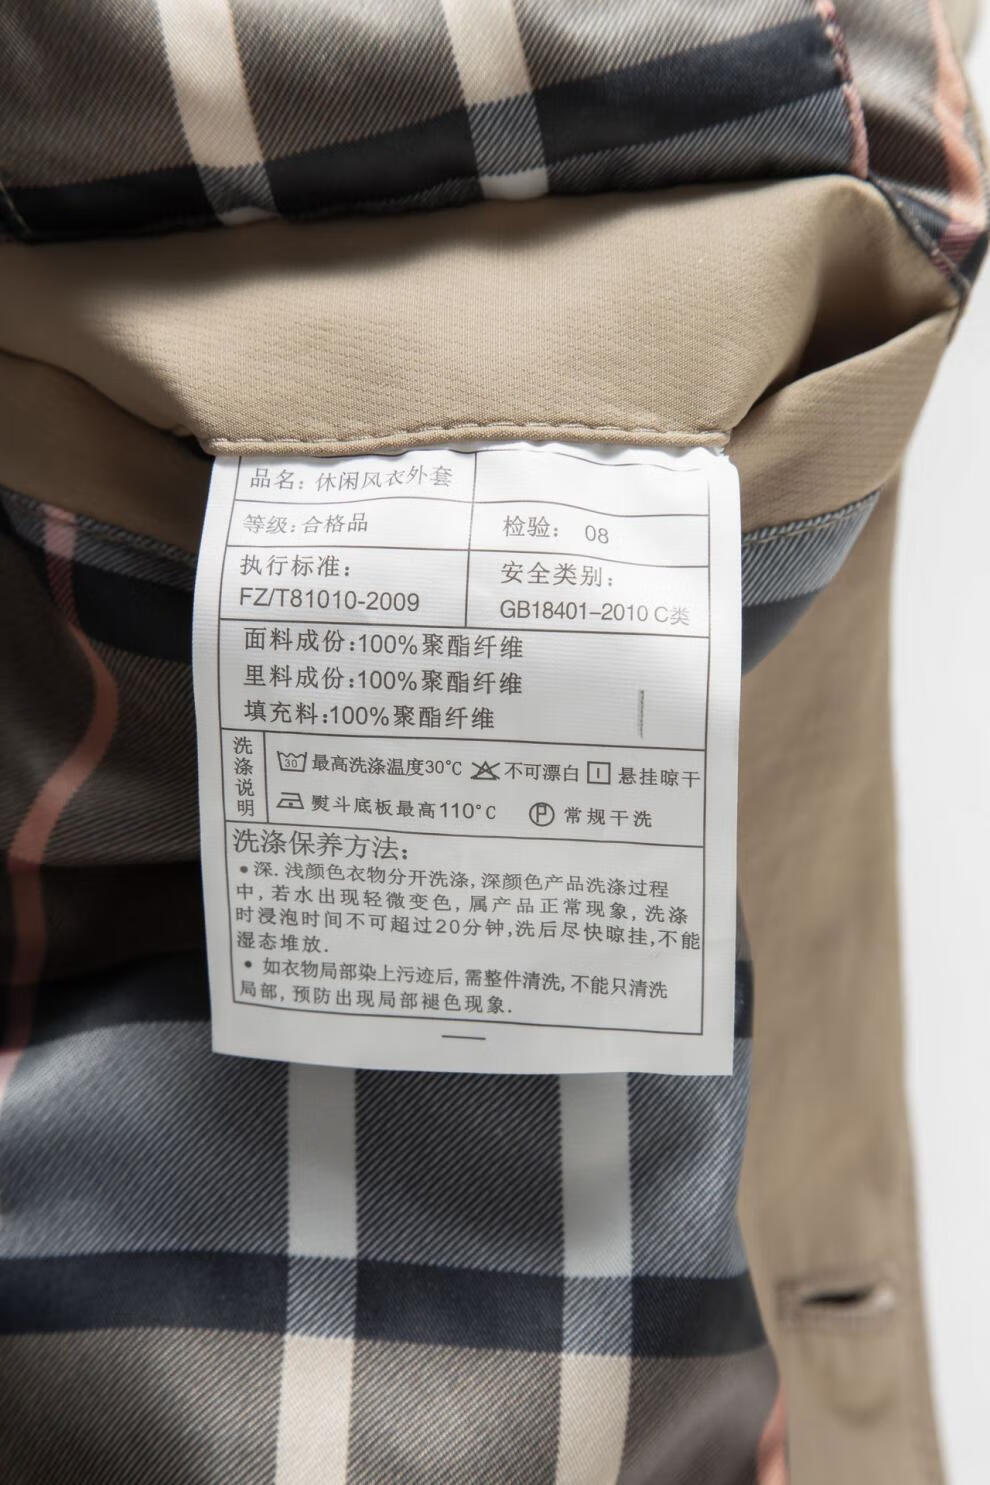 品名: 休闲风衣外套
等级: 合格品
检验: 08
执行标准:
FZ/T81010-2009
安全类别:
GB18401-2010 C类
面料成份:100%聚酯纤维
里料成份:100%聚酯纤维
填充料:100%聚酯纤维
洗涤说明
30 最高洗涤温度30°C 不可漂白 悬挂晾干
熨斗底板最高110°C P 常规干洗
洗涤保养方法:
•深. 浅颜色衣物分开洗涤, 深颜色产品洗涤过程
中, 若水出现轻微变色, 属产品正常现象, 洗涤
时浸泡时间不可超过20分钟,洗后尽快晾挂,不能
湿态堆放.
• 如衣物局部染上污迹后, 需整件清洗, 不能只清洗
局部, 预防出现局部褪色现象.